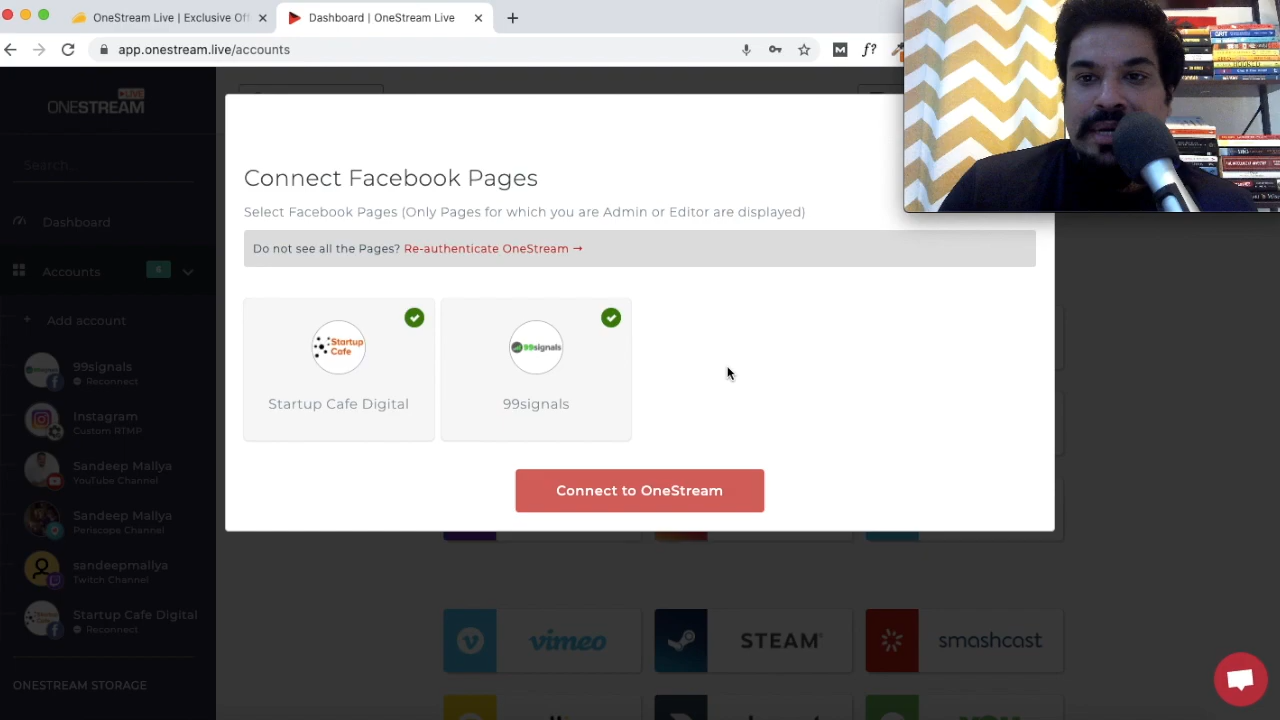 OneStream Live | Exclusive Of
Dashboard | OneStream Live
app.onestream.live/accounts
M
f?
LIVE
ONESTREAM
Search
Dashboard
Accounts
6
Add account
99signals
Reconnect
Instagram
Custom RTMP
Sandeep Mallya
YouTube Channel
Sandeep Mallya
Periscope Channel
sandeepmallya
Twitch Channel
Startup Cafe Digital
Reconnect
ONESTREAM STORAGE
Connect Facebook Pages
Select Facebook Pages (Only Pages for which you are Admin or Editor are displayed)
Do not see all the Pages? Re-authenticate OneStream →
Startup
Cafe
99signals
Startup Cafe Digital
99signals
Connect to OneStream
vimeo
STEAM
smashcast
GRIT